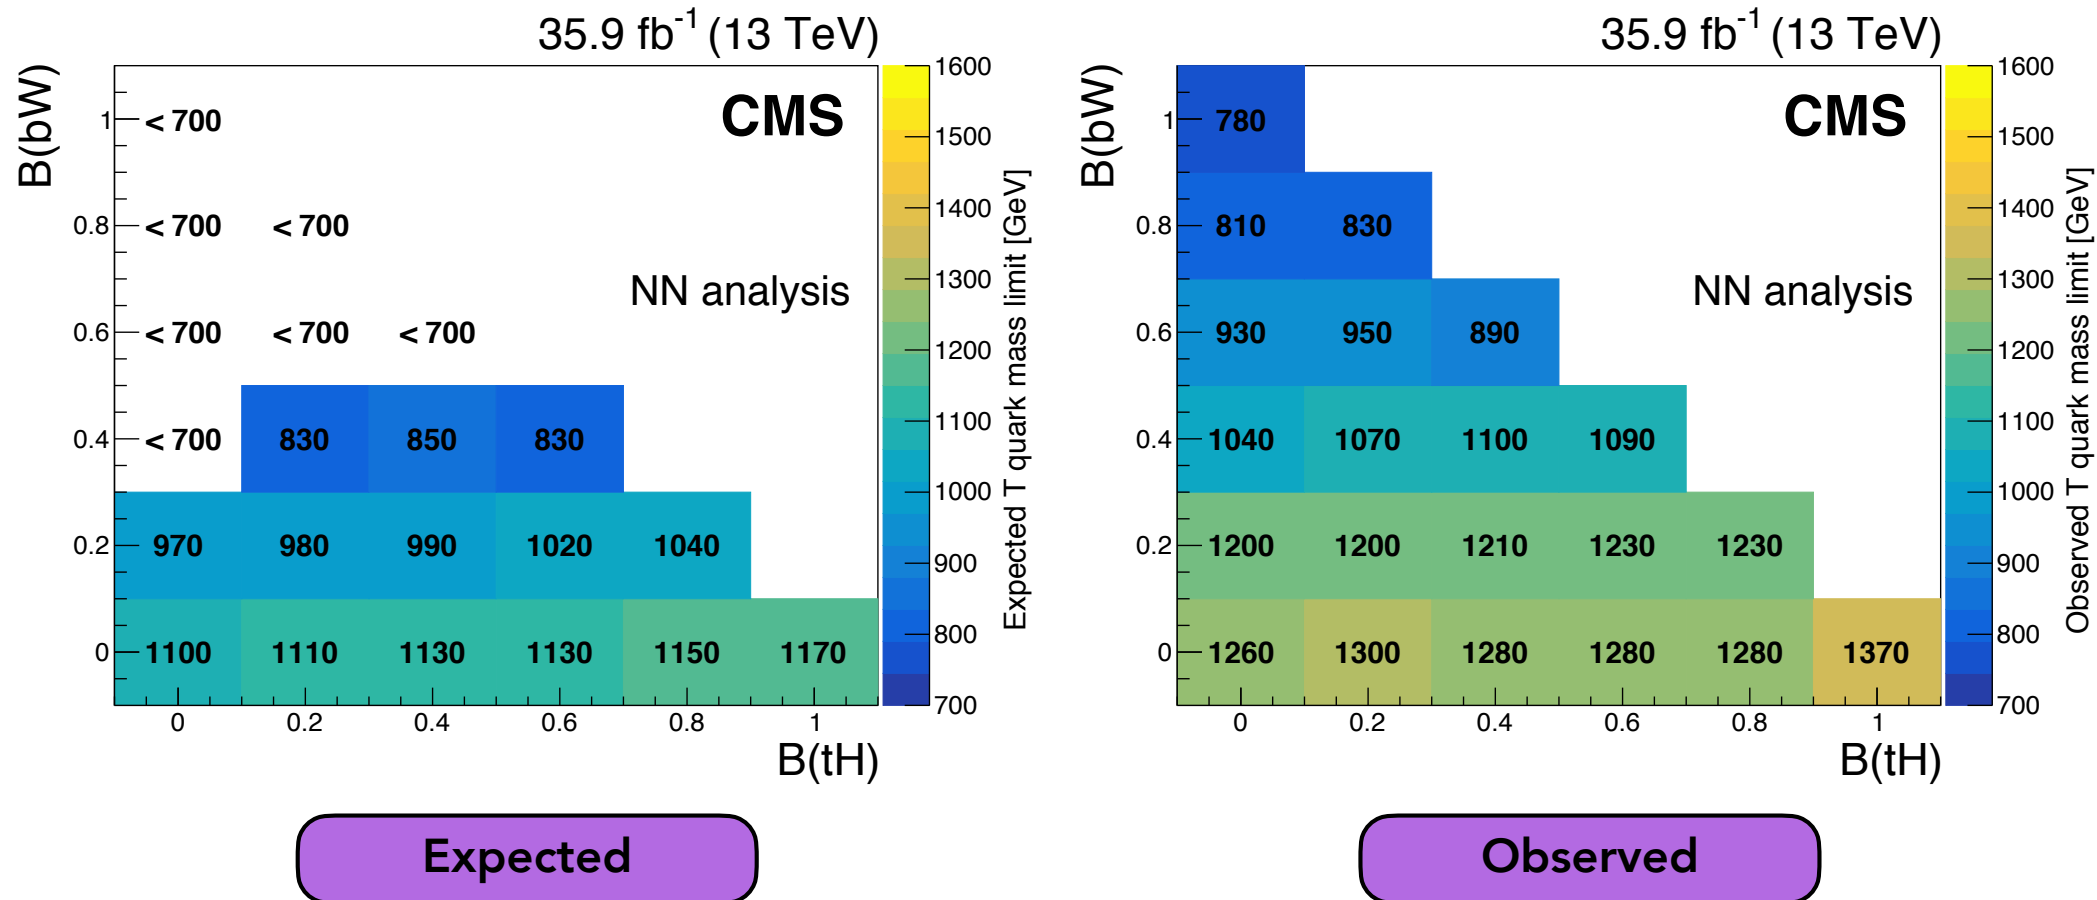 35.9 fb⁻¹ (13 TeV)
B(bW)
CMS
NN analysis
1 < 700
0.8 < 700 < 700
0.6 < 700 < 700 < 700
0.4 < 700 830 850 830
0.2 970 980 990 1020 1040
0 1100 1110 1130 1130 1150 1170
0 0.2 0.4 0.6 0.8 1
B(tH)
1600
1500
1400
1300
1200
1100
1000
900
800
700
Expected T quark mass limit [GeV]
Expected
35.9 fb⁻¹ (13 TeV)
B(bW)
CMS
NN analysis
1 780
0.8 810 830
0.6 930 950 890
0.4 1040 1070 1100 1090
0.2 1200 1200 1210 1230 1230
0 1260 1300 1280 1280 1280 1370
0 0.2 0.4 0.6 0.8 1
B(tH)
1600
1500
1400
1300
1200
1100
1000
900
800
700
Observed T quark mass limit [GeV]
Observed